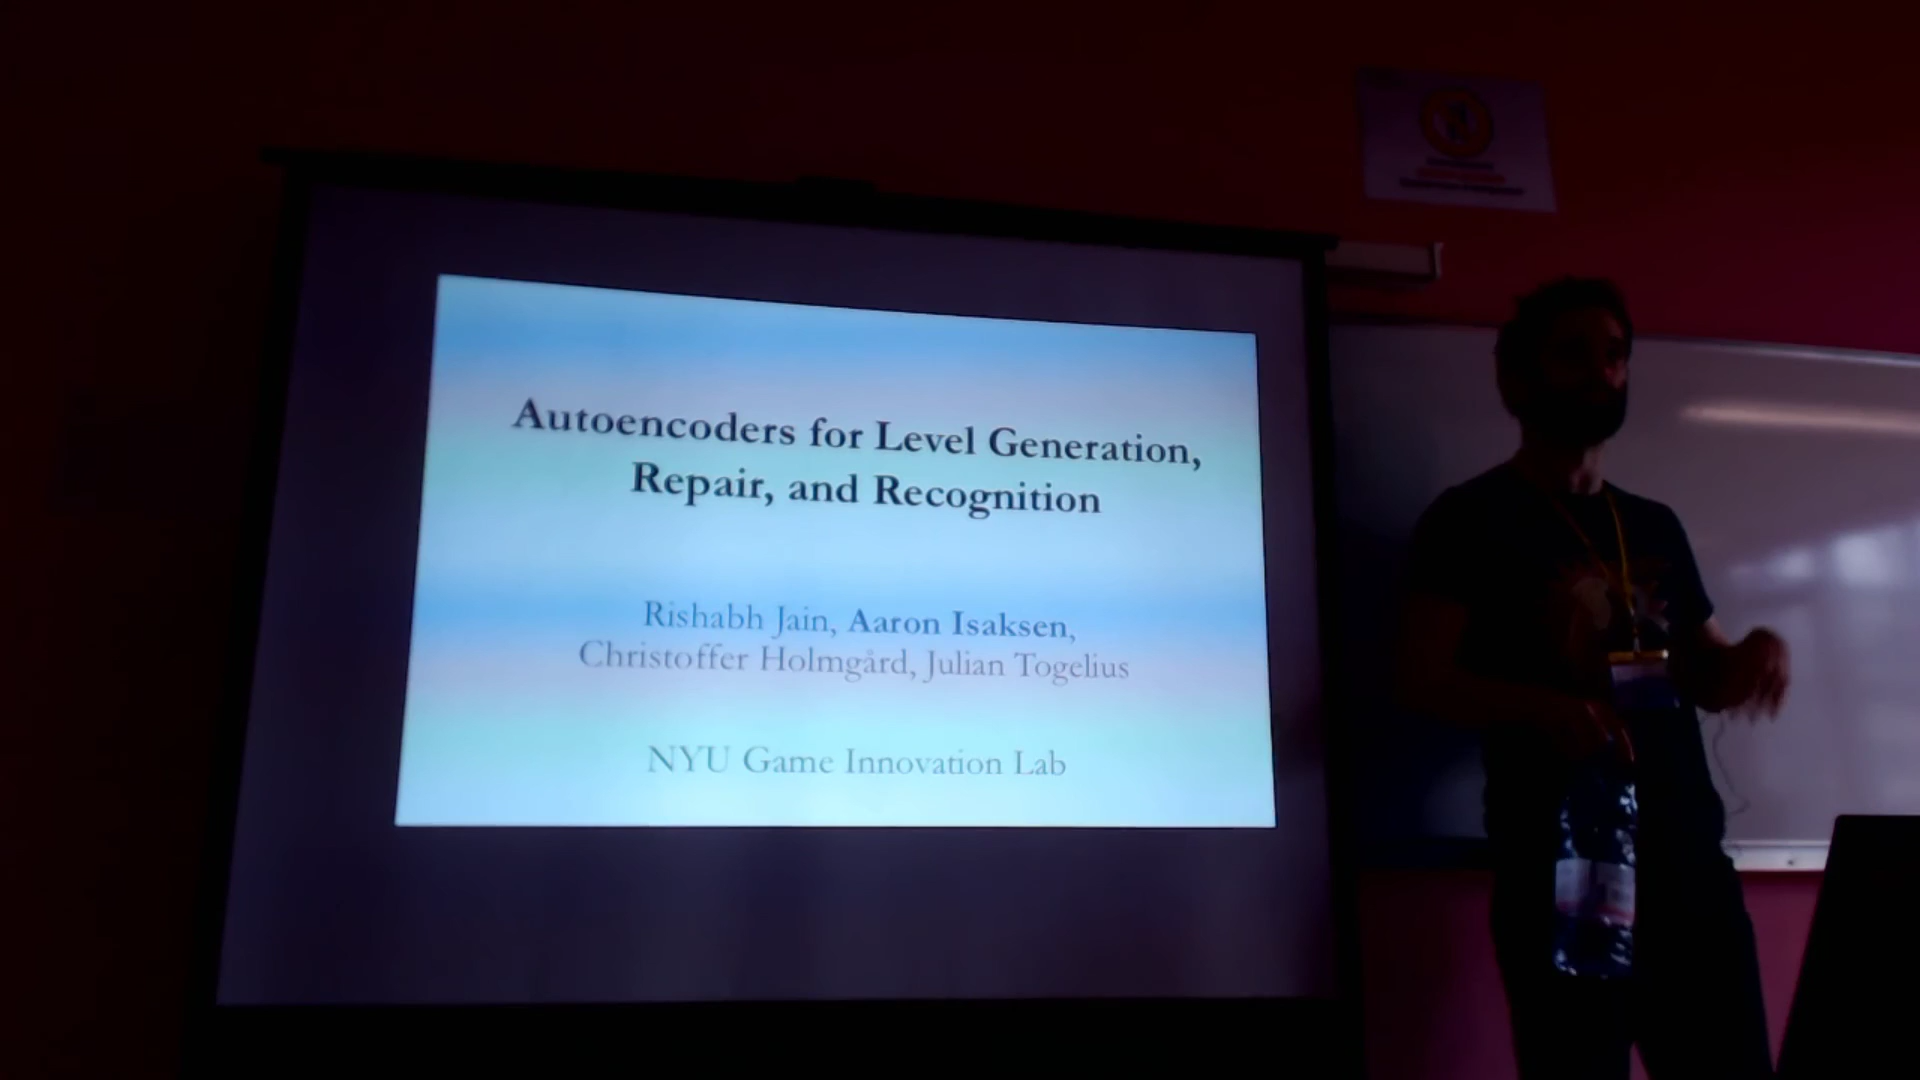 Autoencoders for Level Generation,
Repair, and Recognition
Rishabh Jain, Aaron Isaksen,
Christoffer Holmgård, Julian Togelius
NYU Game Innovation Lab